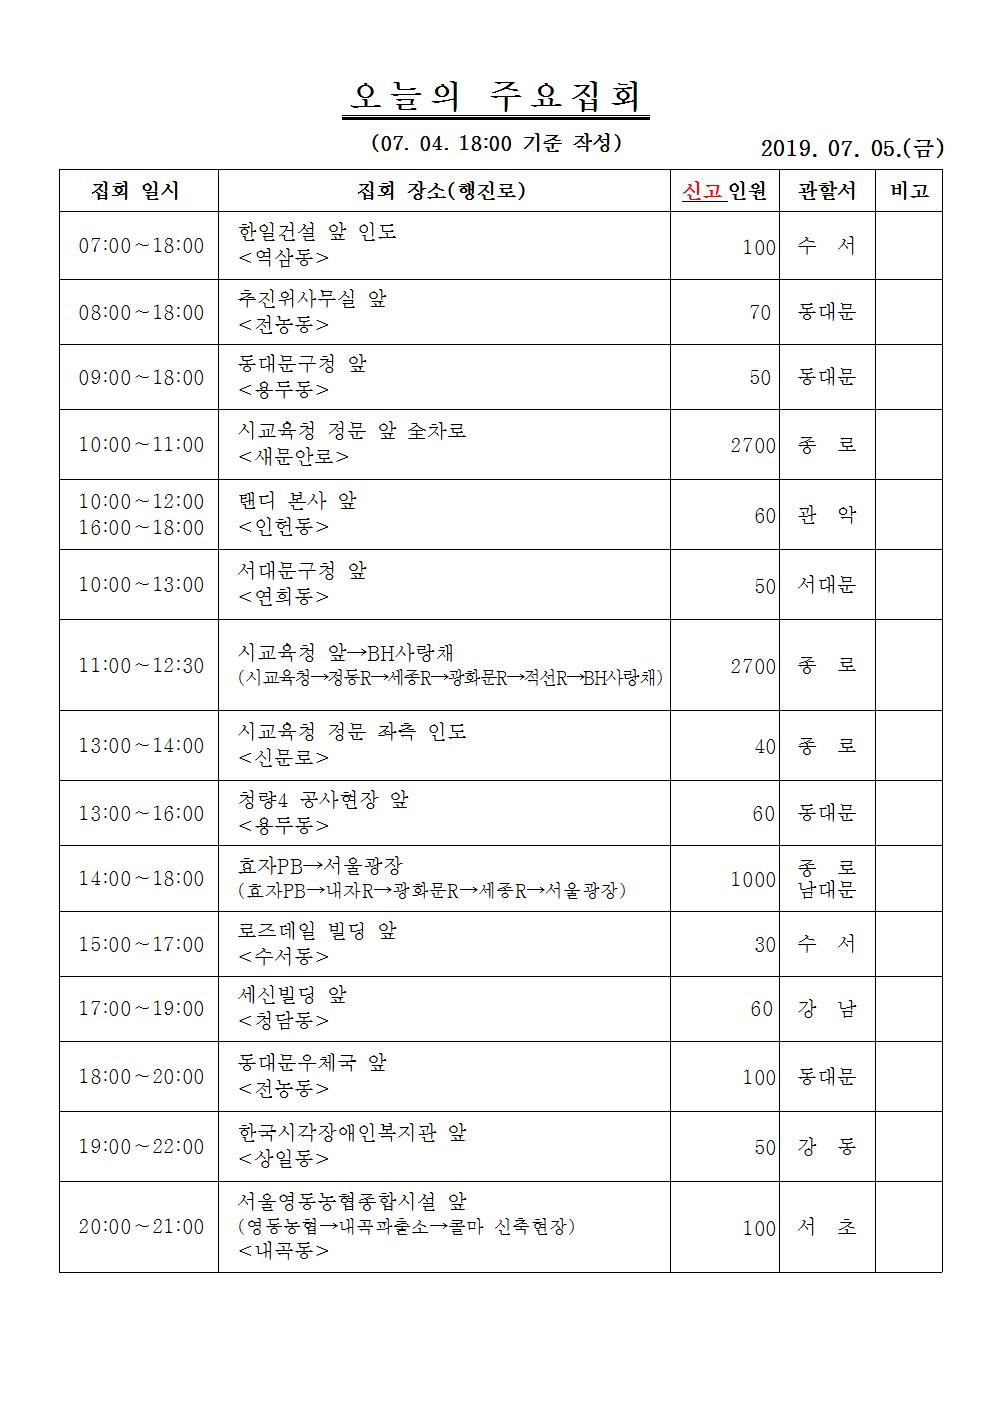 오늘의 주요집회
(07. 04. 18:00 기준 작성)
2019. 07. 05.(금)
집회 일시 집회 장소(행진로) 신고인원 관할서 비고
07:00~18:00 한일건설 앞 인도 100 수 서
<역삼동>
08:00~18:00 추진위사무실 앞 70 동대문
<전농동>
09:00~18:00 동대문구청 앞 50 동대문
<용두동>
10:00~11:00 시교육청 정문 앞 全차로 2700 종 로
<새문안로>
10:00~12:00 탠디 본사 앞 60 관 악
16:00~18:00 <인헌동>
10:00~13:00 서대문구청 앞 50 서대문
<연희동>
11:00~12:30 시교육청 앞→BH사랑채 2700 종 로
(시교육청→정동R→세종R→광화문R→적선R→BH사랑채)
13:00~14:00 시교육청 정문 좌측 인도 40 종 로
<신문로>
13:00~16:00 청량4 공사현장 앞 60 동대문
<용두동>
14:00~18:00 효자PB→서울광장 1000 종 로
(효자PB→내자R→광화문R→세종R→서울광장) 남대문
15:00~17:00 로즈데일 빌딩 앞 30 수 서
<수서동>
17:00~19:00 세신빌딩 앞 60 강 남
<청담동>
18:00~20:00 동대문우체국 앞 100 동대문
<전농동>
19:00~22:00 한국시각장애인복지관 앞 50 강 동
<상일동>
20:00~21:00 서울영동농협종합시설 앞 100 서 초
(영동농협→내곡파출소→콜마 신축현장)
<내곡동>